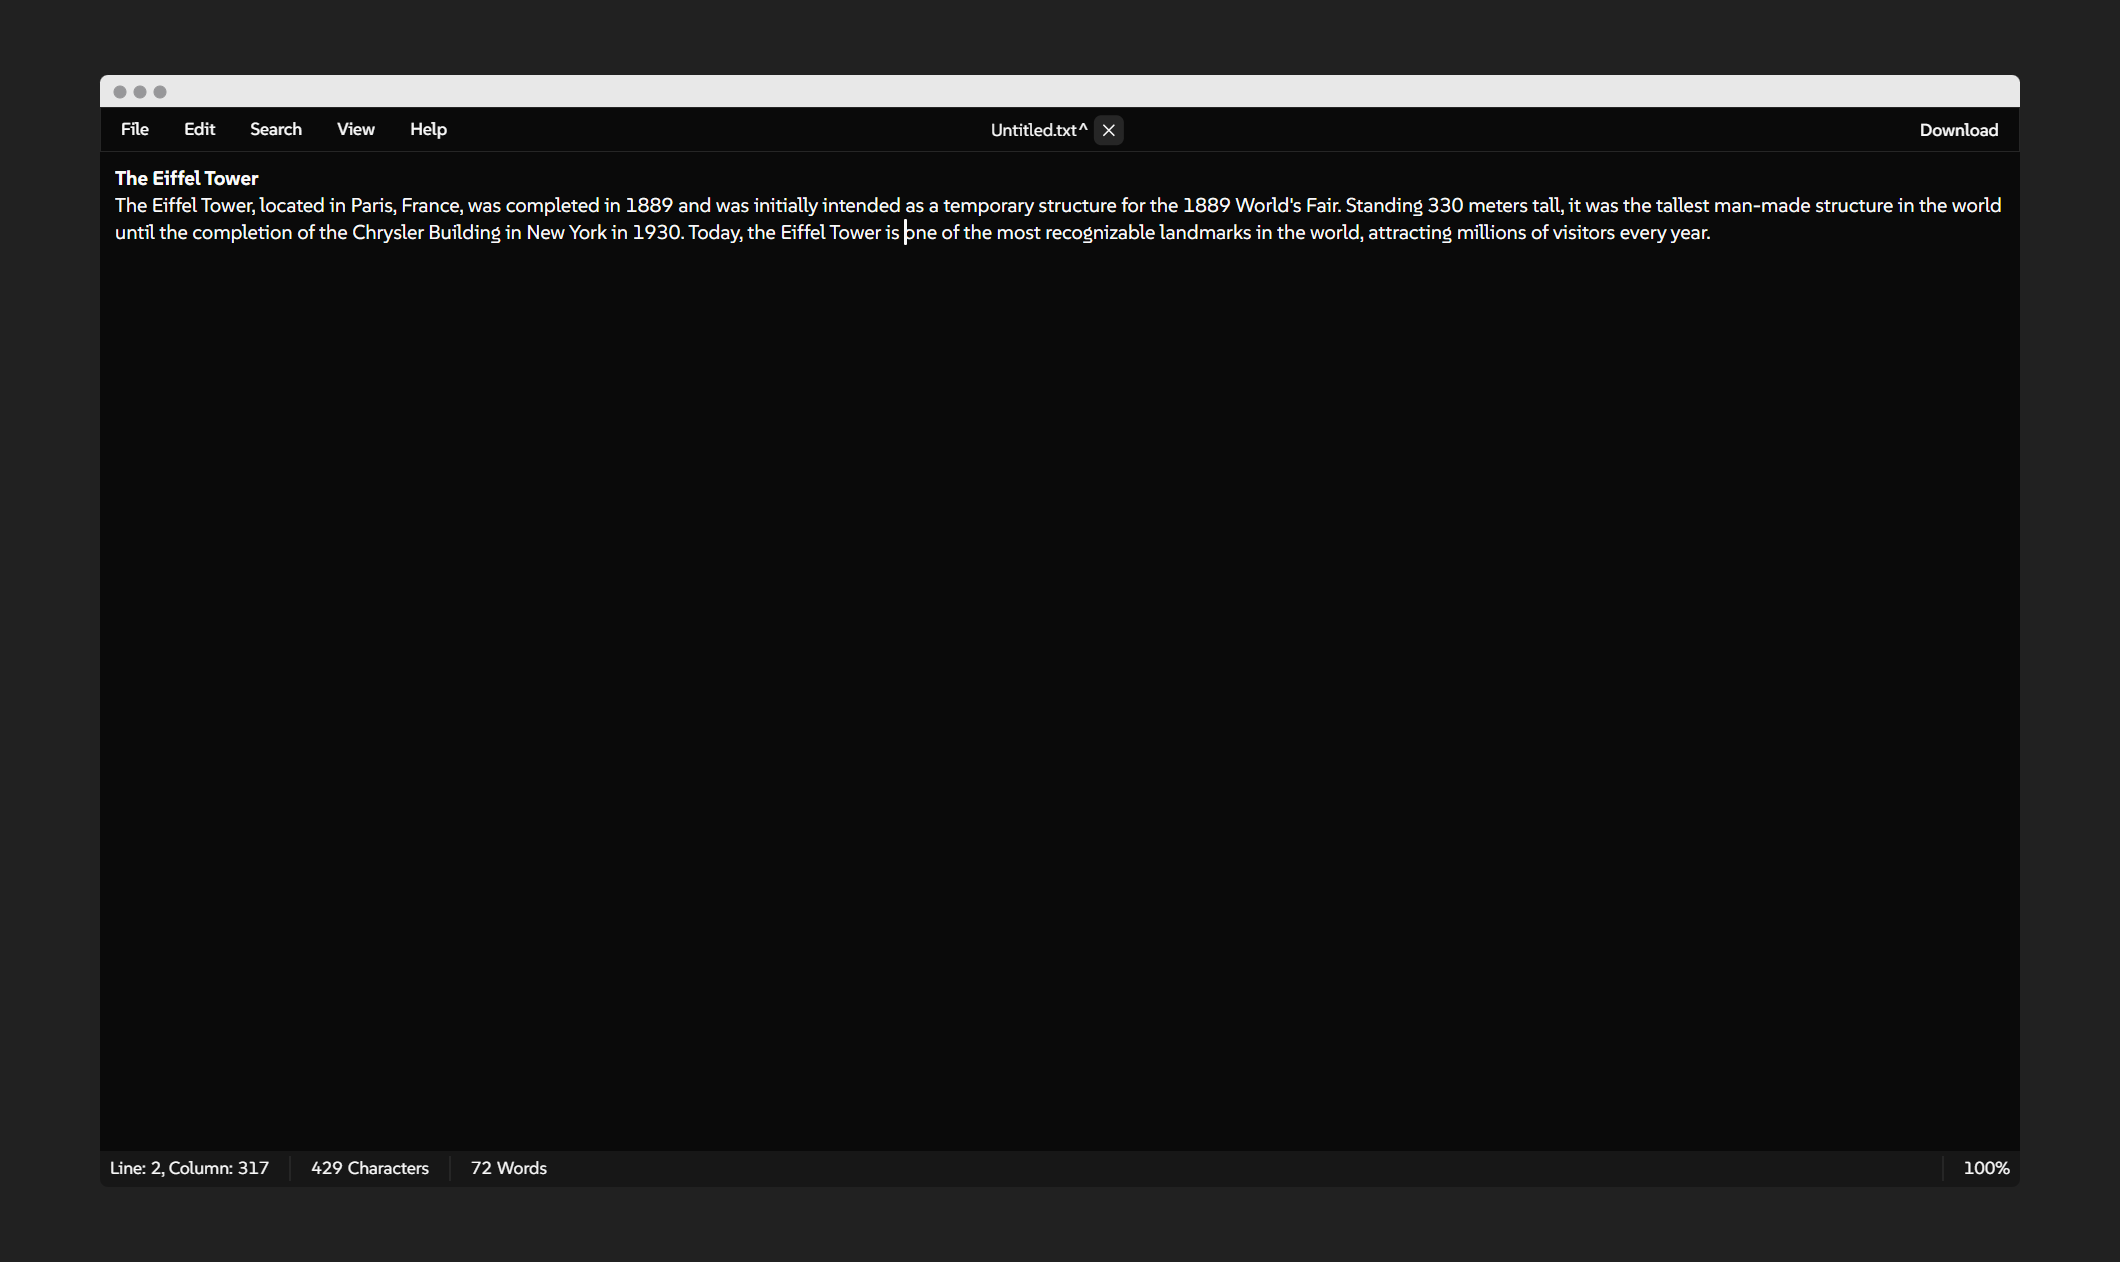 File Edit Search View Help Untitled.txt^ Download
The Eiffel Tower
The Eiffel Tower, located in Paris, France, was completed in 1889 and was initially intended as a temporary structure for the 1889 World's Fair. Standing 330 meters tall, it was the tallest man-made structure in the world
until the completion of the Chrysler Building in New York in 1930. Today, the Eiffel Tower is one of the most recognizable landmarks in the world, attracting millions of visitors every year.
Line: 2, Column: 317 429 Characters 72 Words 100%